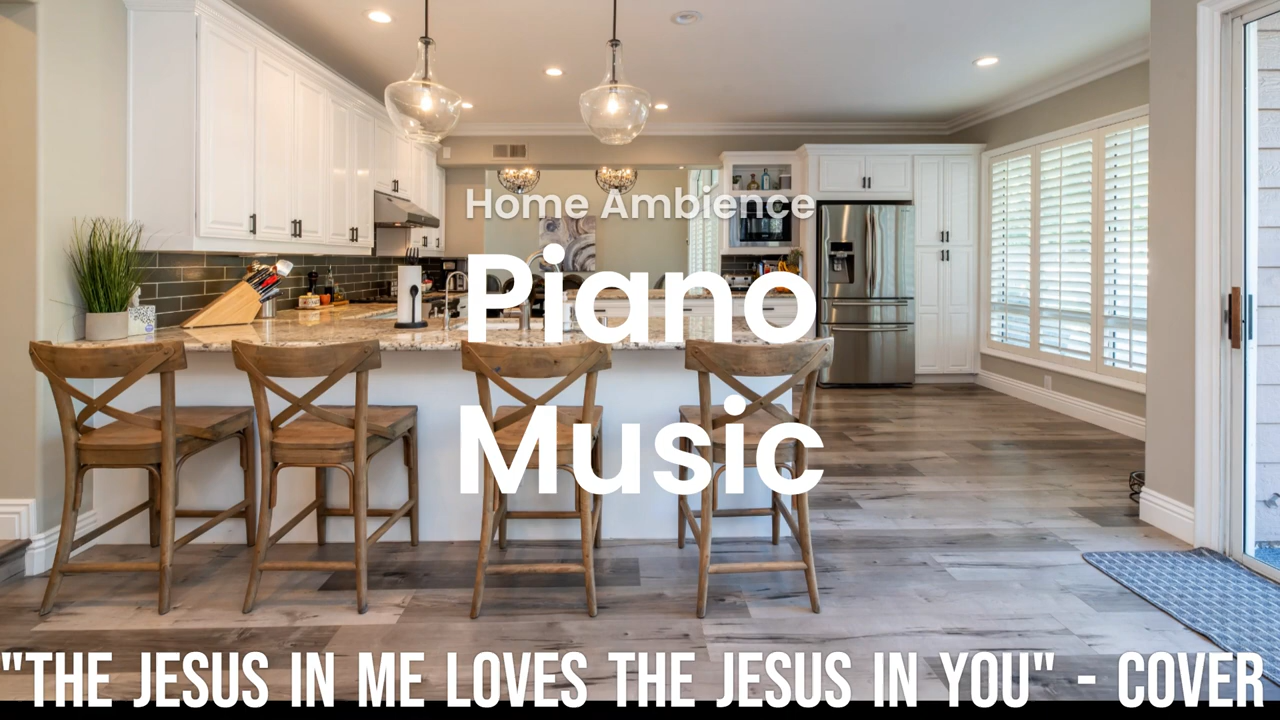 Home Ambience
Piano
Music
"THE JESUS IN ME LOVES THE JESUS IN YOU" - COVER